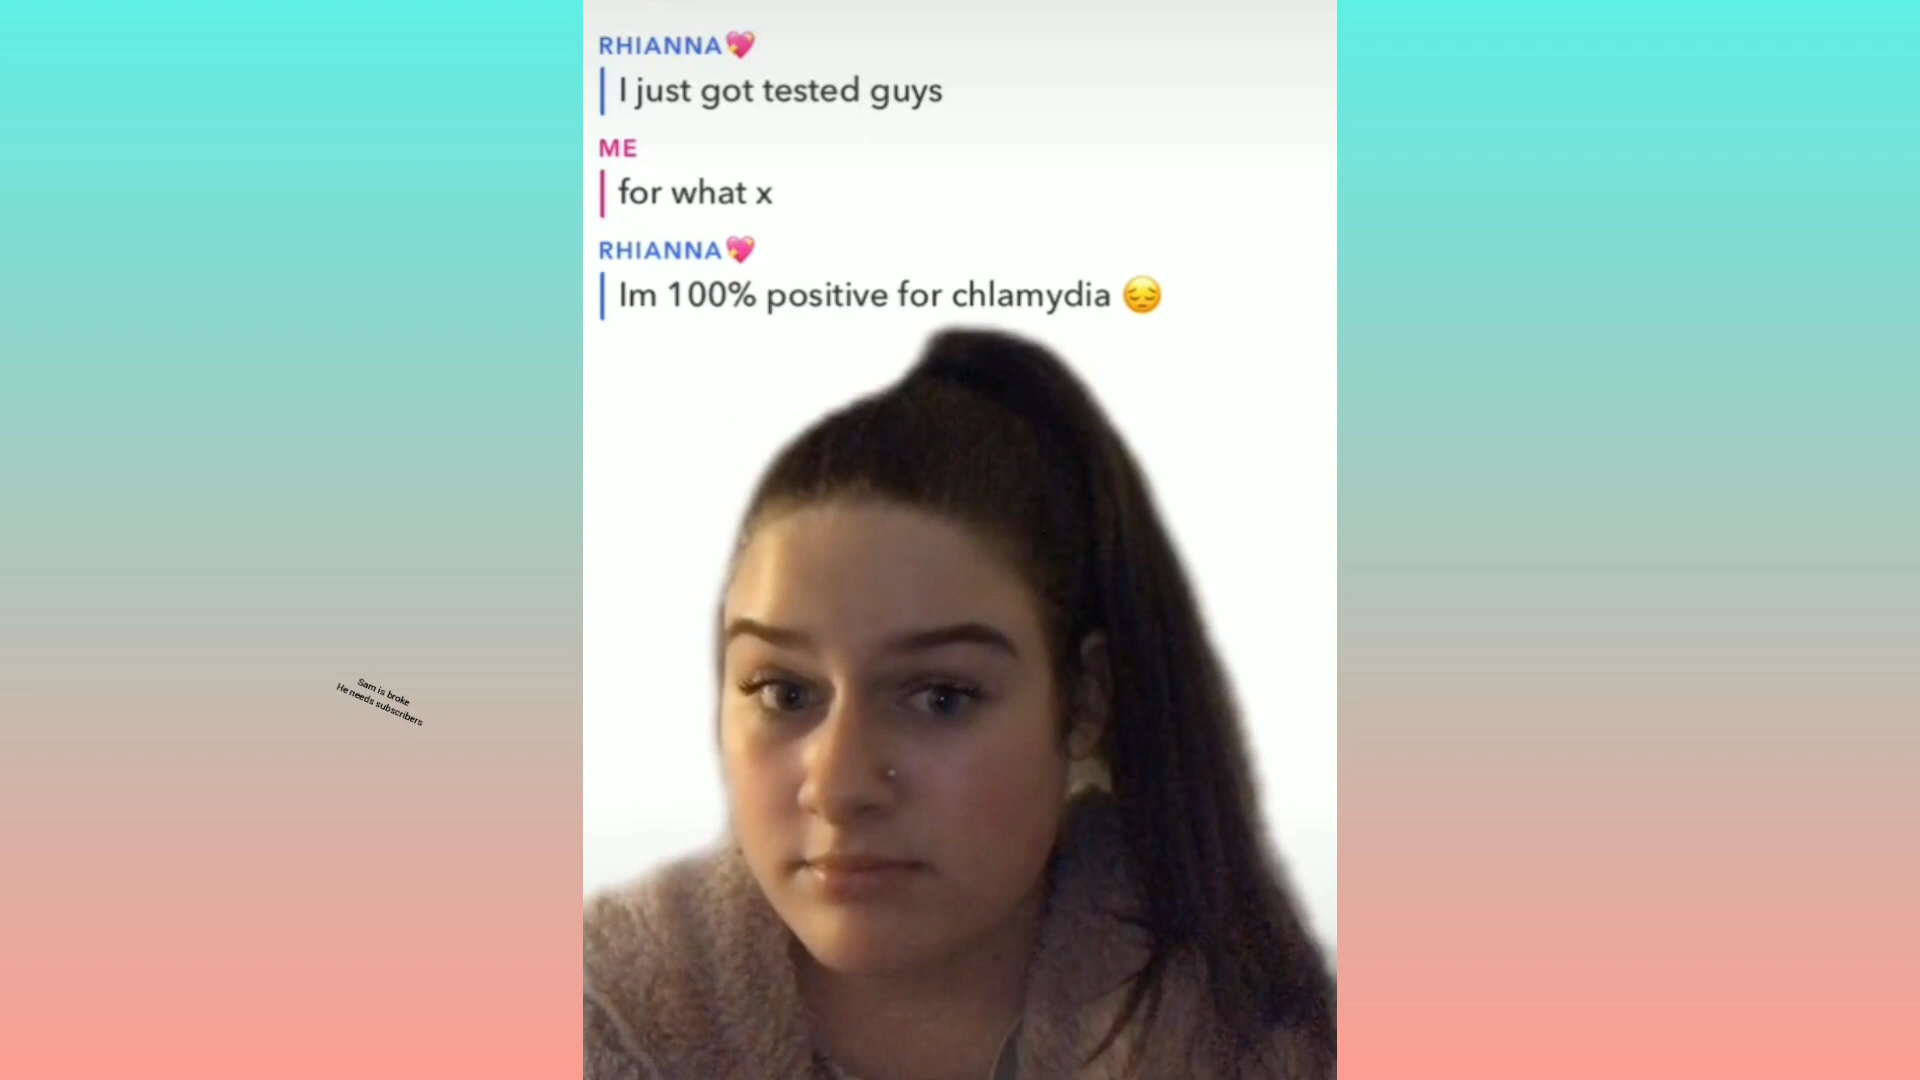 RHIANNA💖
I just got tested guys
ME
for what x
RHIANNA💖
Im 100% positive for chlamydia 😔
Sam is broke
He needs subscribers